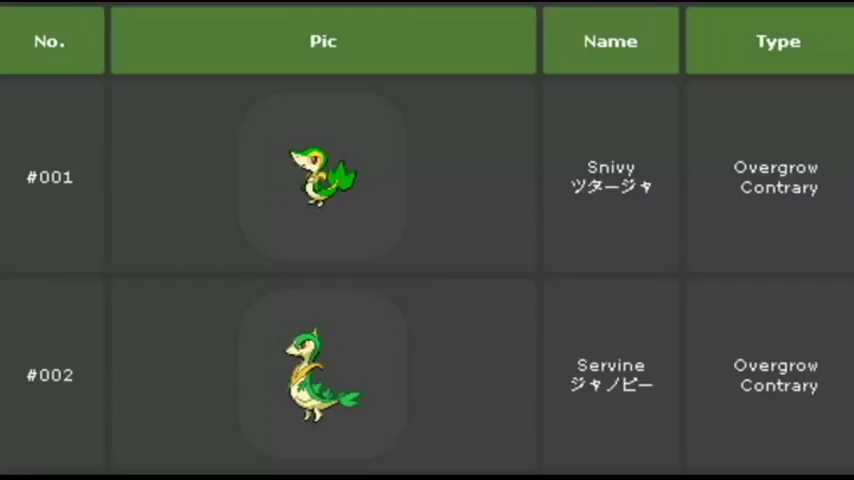 No. Pic Name Type
#001
Snivy
ツタージャ
Overgrow
Contrary
#002
Servine
ジャノビー
Overgrow
Contrary